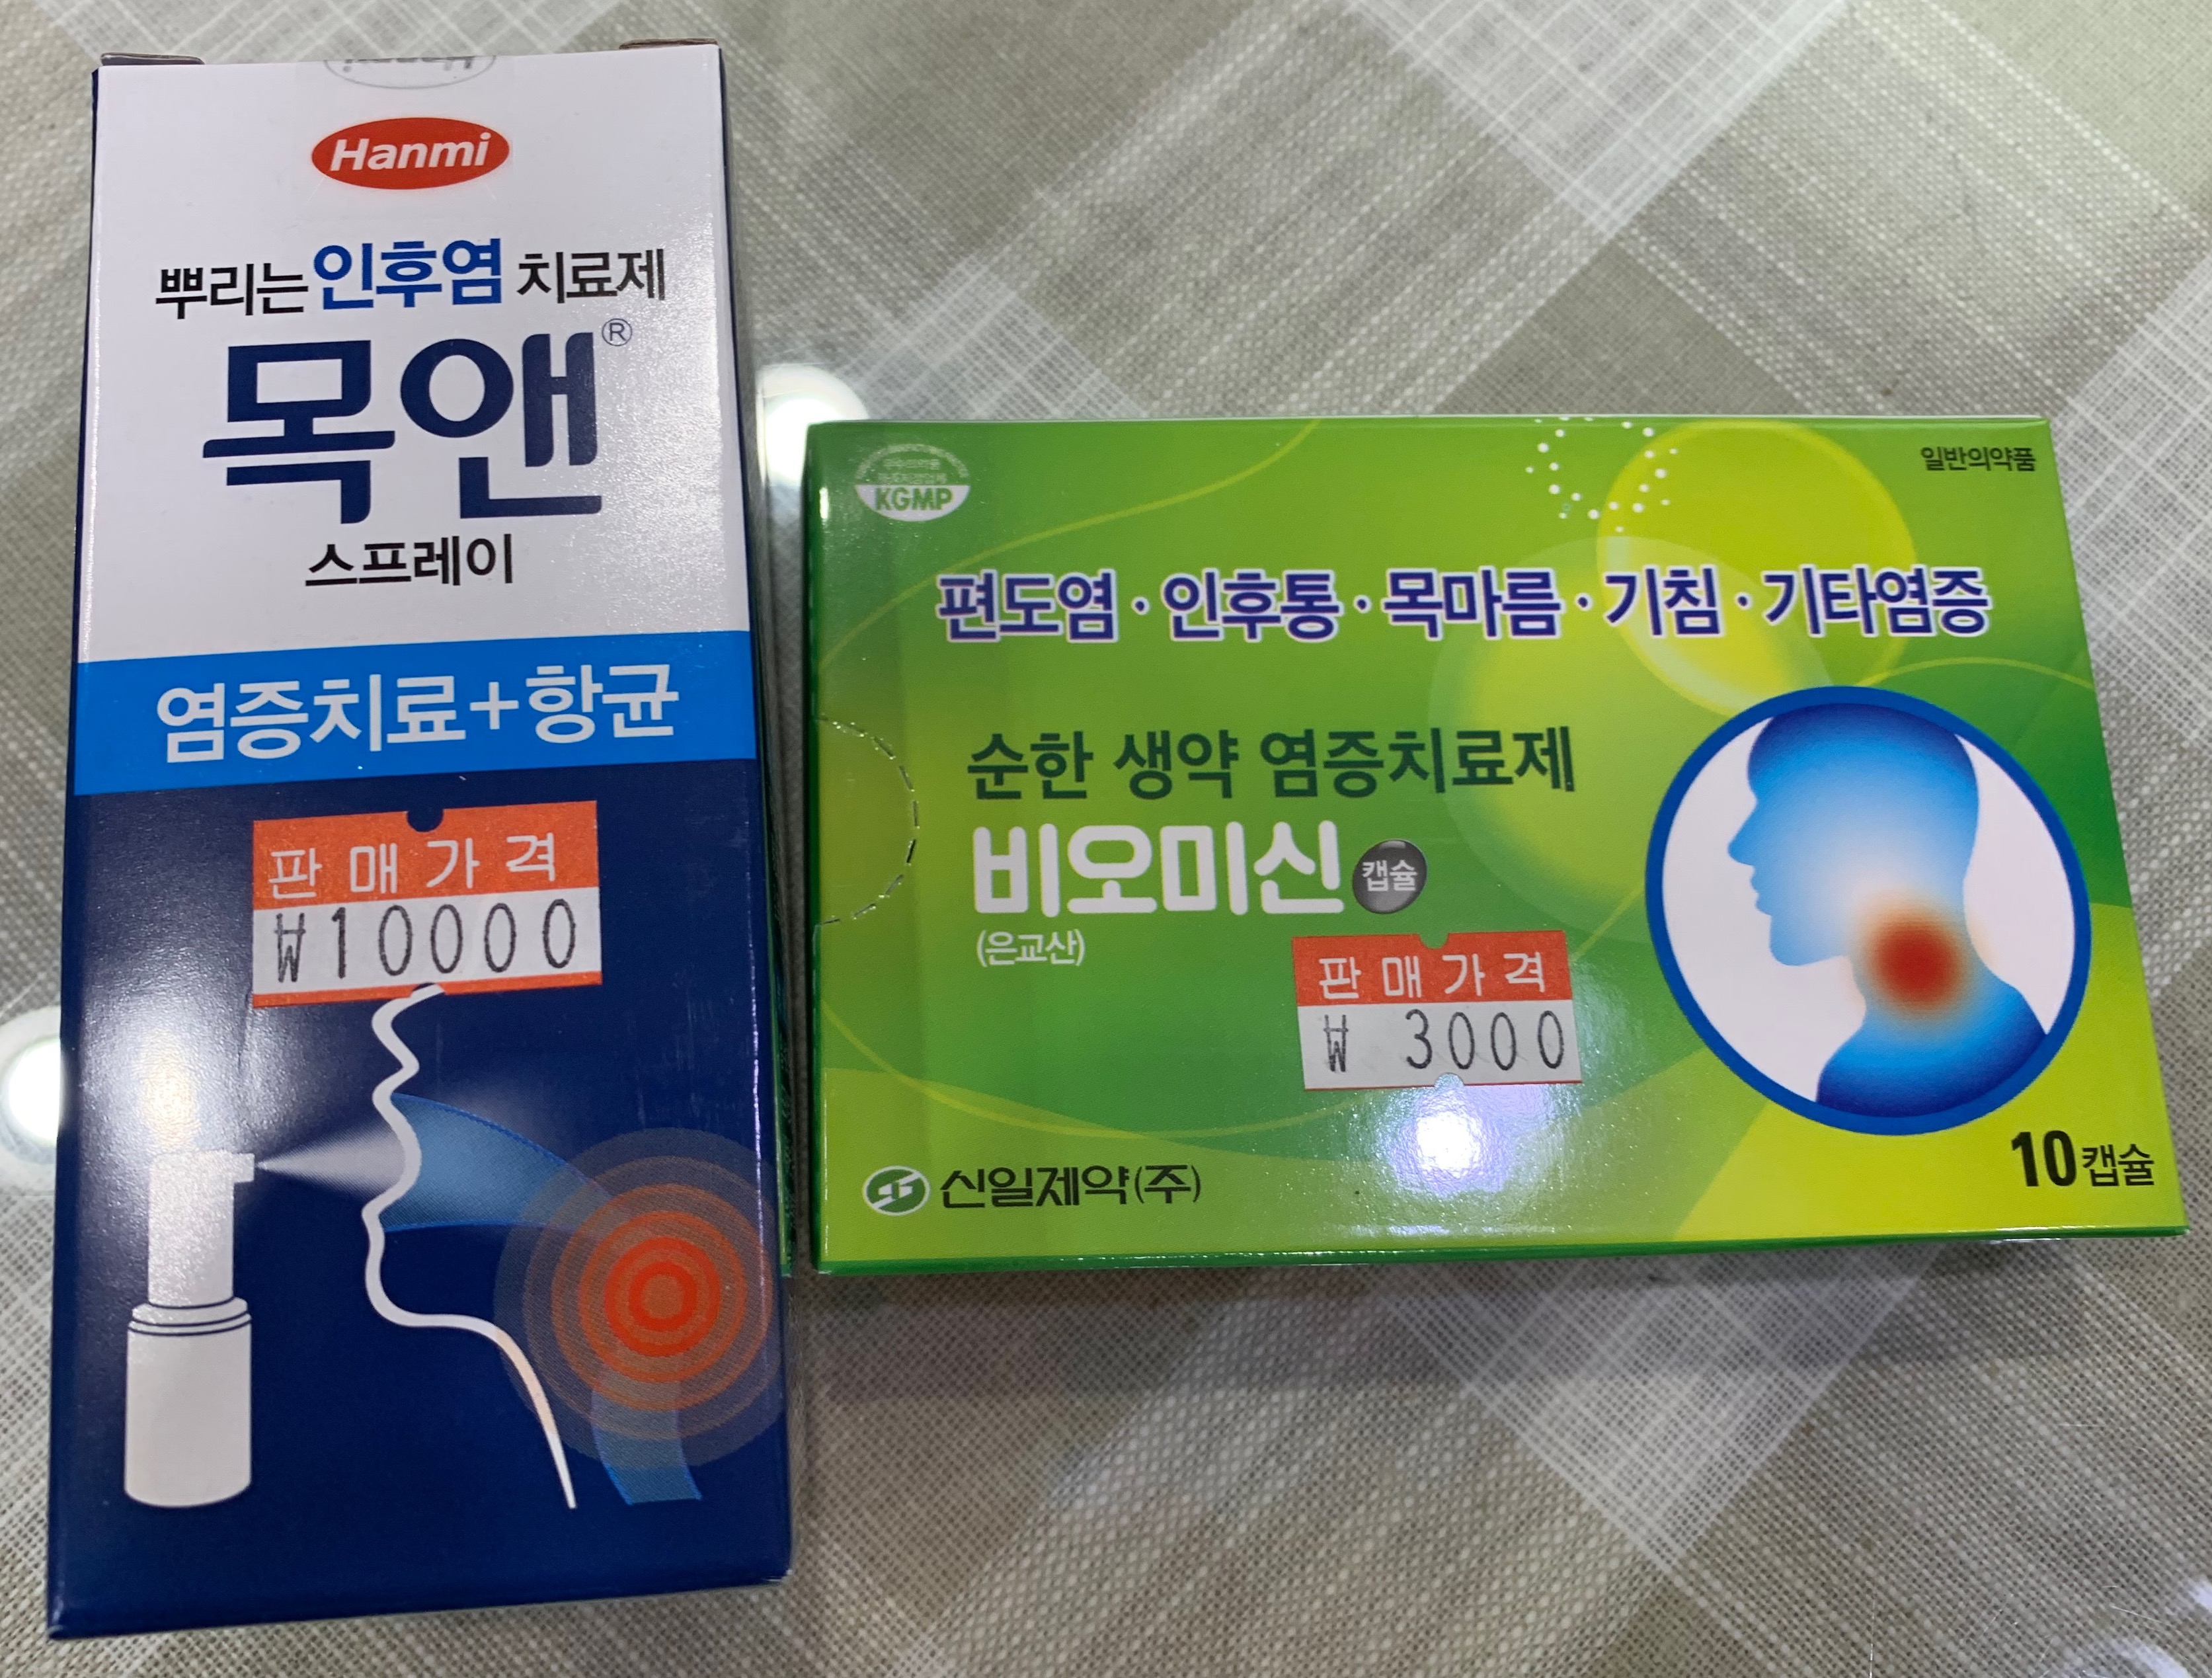 Hanmi
뿌리는 인후염 치료제
목앤®
스프레이
염증치료+항균
판매가격
₩10000
KGMP
일반의약품
편도염·인후통·목마름·기침·기타염증
순한 생약 염증치료제
비오미신 캡슐
(은교산)
판매가격
₩ 3000
신일제약(주)
10캡슐